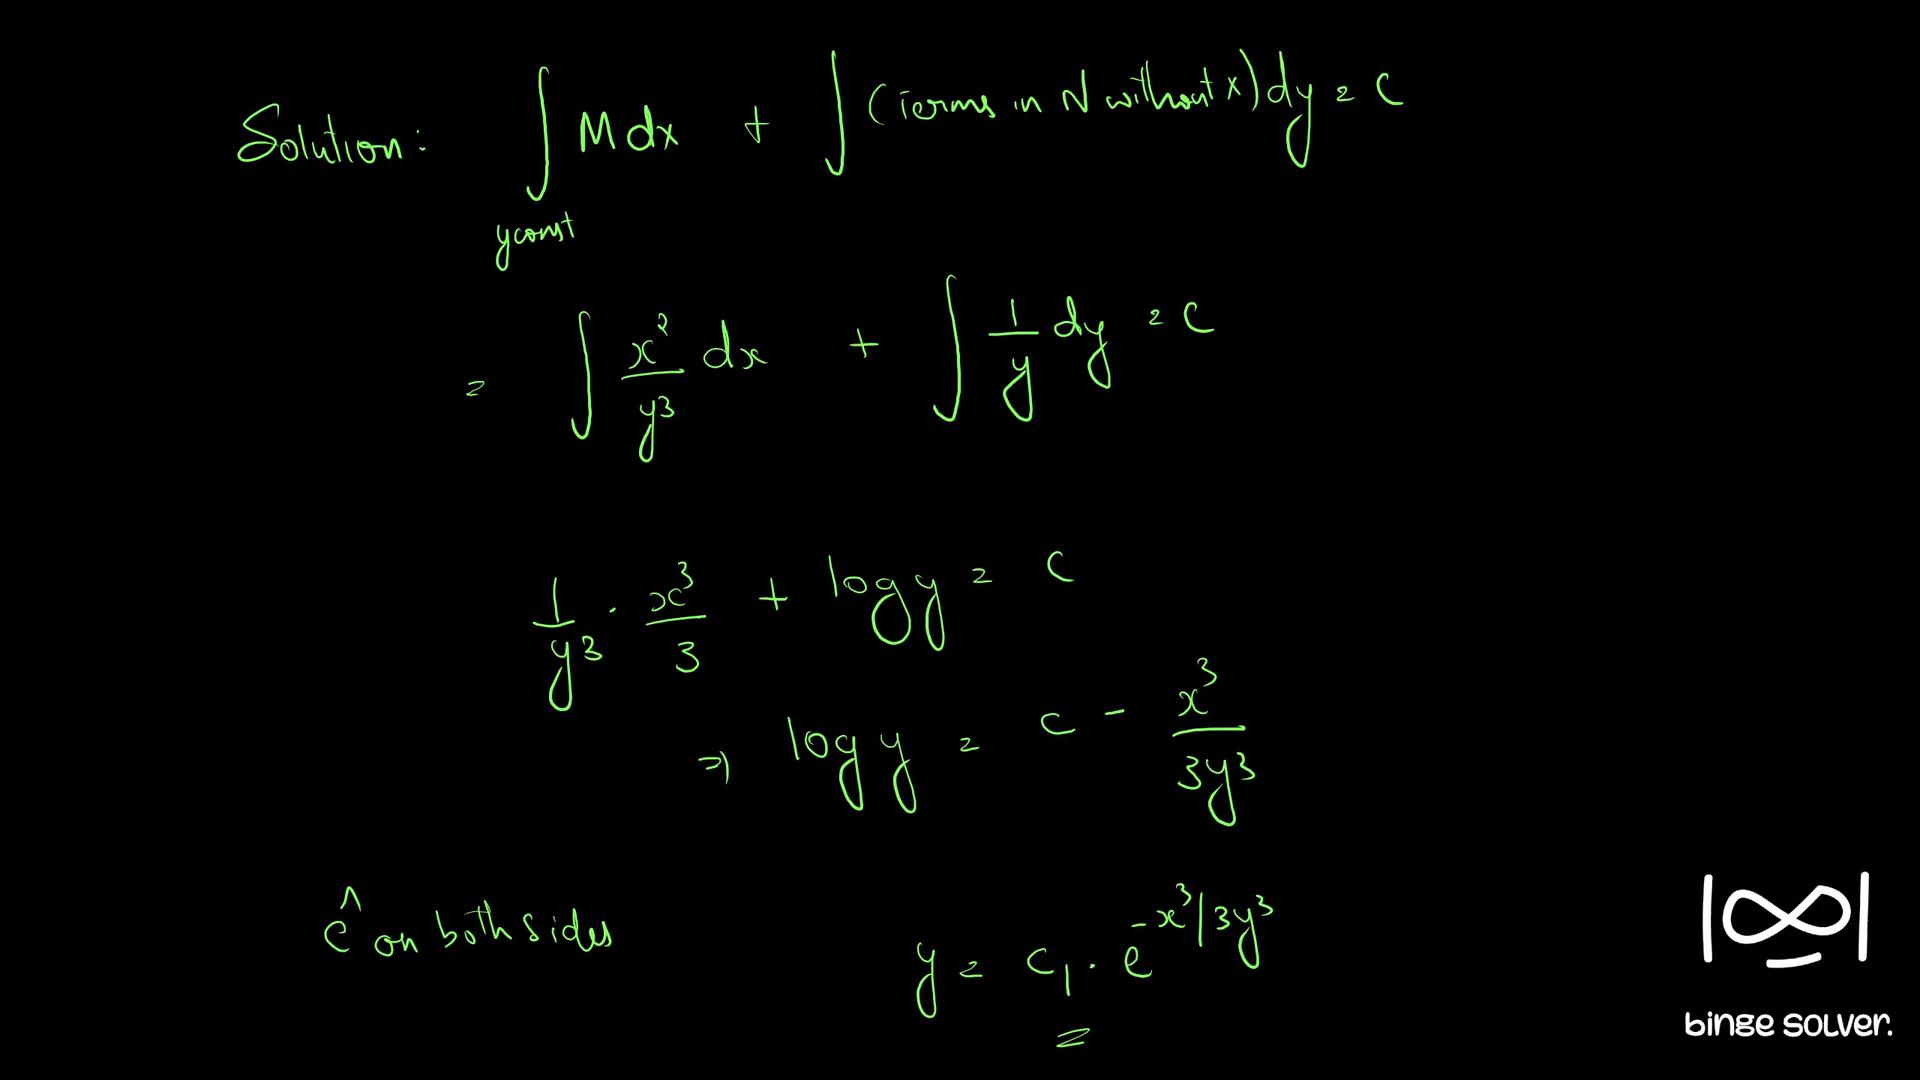 Solution: ∫ M dx + ∫ (Terms in N without x) dy = c
y const
= ∫ x²/y³ dx + ∫ 1/y dy = c
1/y³ · x³/3 + log y = c
⇒ log y = c - x³/3y³
e^ on both sides y = c₁ · e^(-x³/3y³)
binge solver.